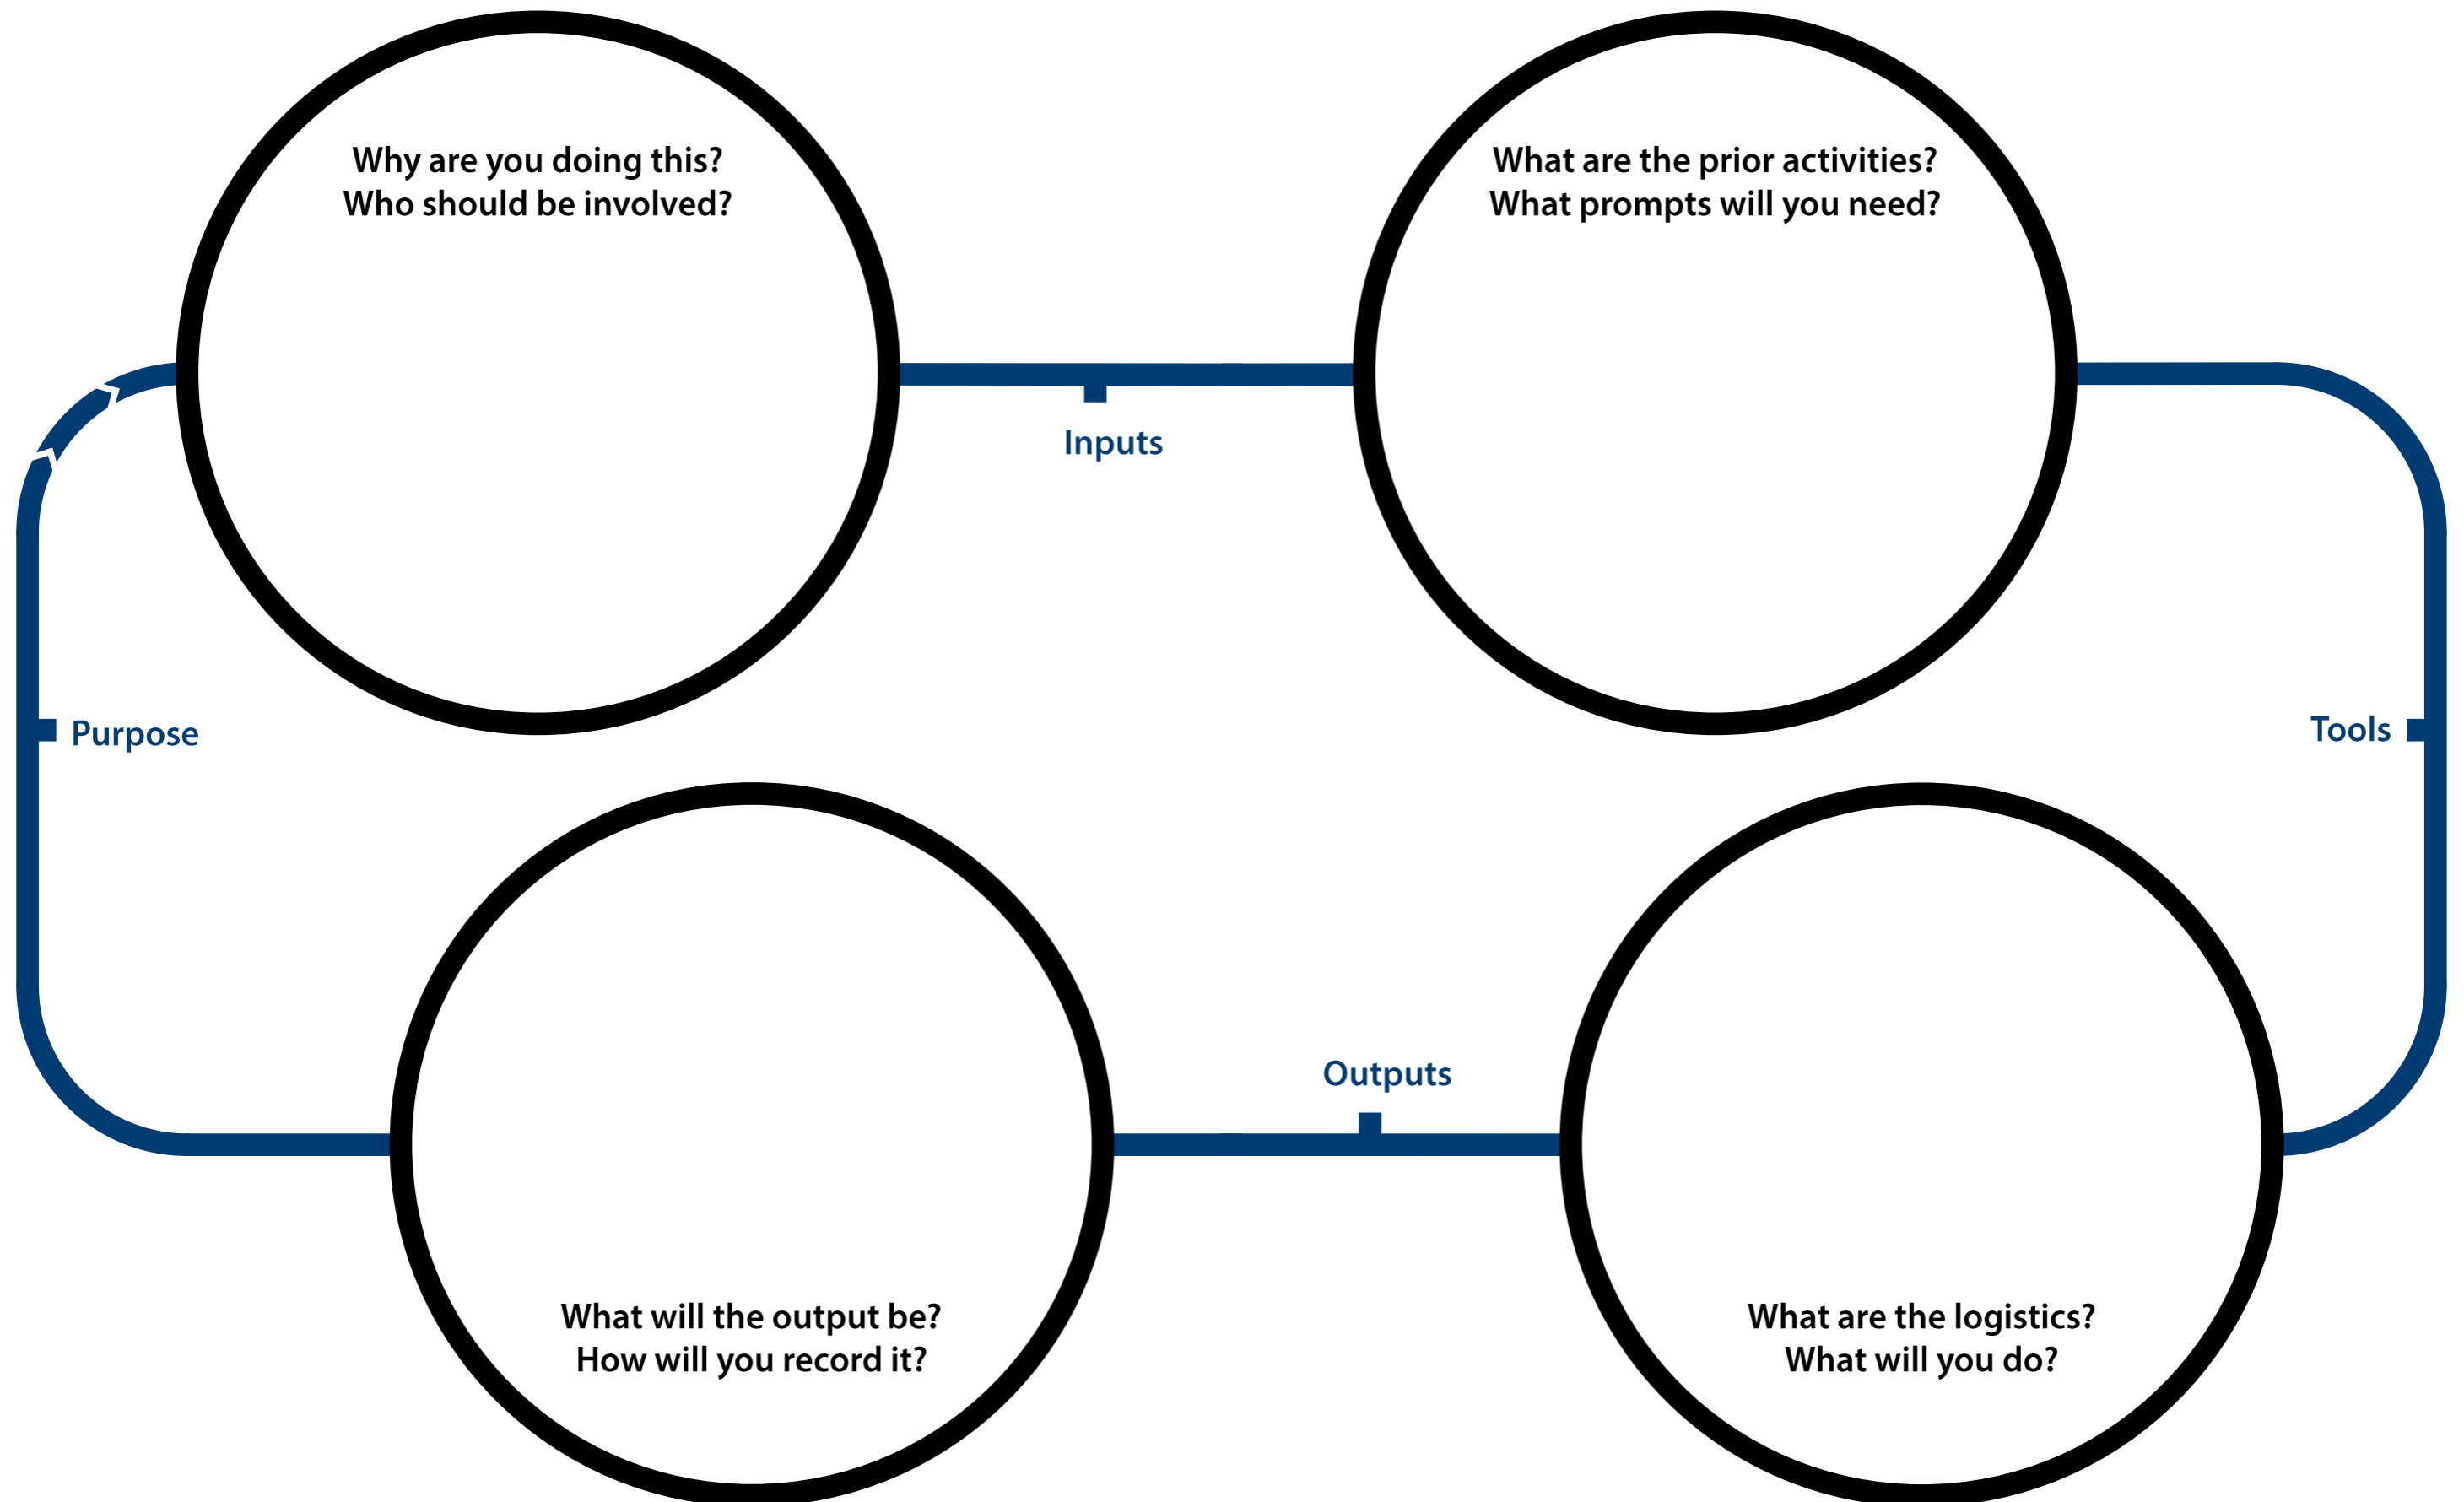 Why are you doing this?
Who should be involved?
What are the prior activities?
What prompts will you need?
Inputs
Purpose
Tools
Outputs
What will the output be?
How will you record it?
What are the logistics?
What will you do?